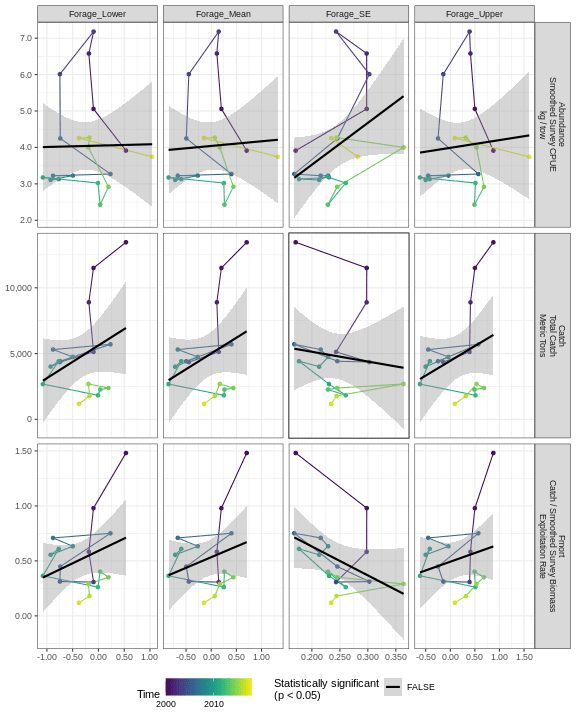 Forage_Lower Forage_Mean Forage_SE Forage_Upper
7.0
6.0
5.0
4.0
3.0
2.0
Abundance
Smoothed Survey CPUE
kg / tow
10,000
5,000
0
Catch
Total Catch
Metric Tons
1.50
1.00
0.50
0.00
Fmort
Catch / Smoothed Survey Biomass
Exploitation Rate
-1.00 -0.50 0.00 0.50 1.00 -0.50 0.00 0.50 1.00 0.200 0.250 0.300 0.350 -0.50 0.00 0.50 1.00 1.50
Time
2000 2010
Statistically significant
(p < 0.05)
FALSE